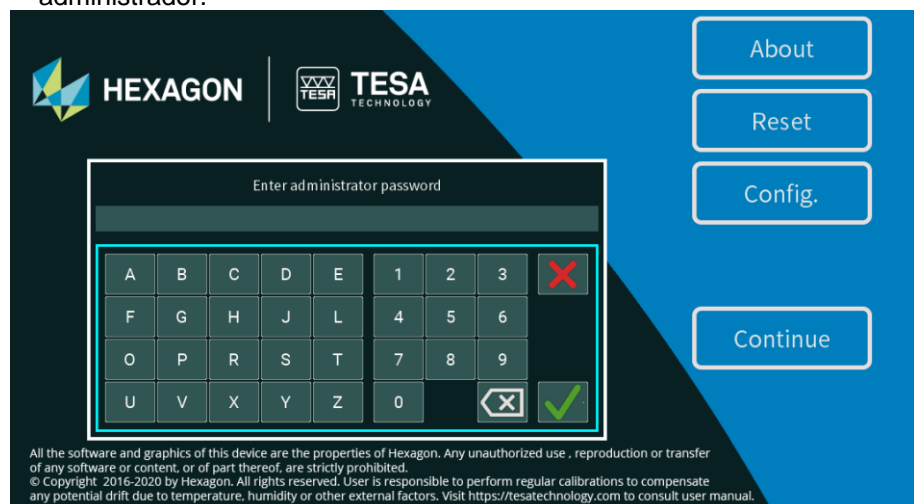 administrador.
HEXAGON
TESA
TESA
TECHNOLOGY
About
Reset
Config.
Continue
Enter administrator password
A B C D E 1 2 3
F G H J L 4 5 6
O P R S T 7 8 9
U V X Y Z 0
All the software and graphics of this device are the properties of Hexagon. Any unauthorized use , reproduction or transfer
of any software or content, or of part thereof, are strictly prohibited.
© Copyright 2016-2020 by Hexagon. All rights reserved. User is responsible to perform regular calibrations to compensate
any potential drift due to temperature, humidity or other external factors. Visit https://tesatechnology.com to consult user manual.